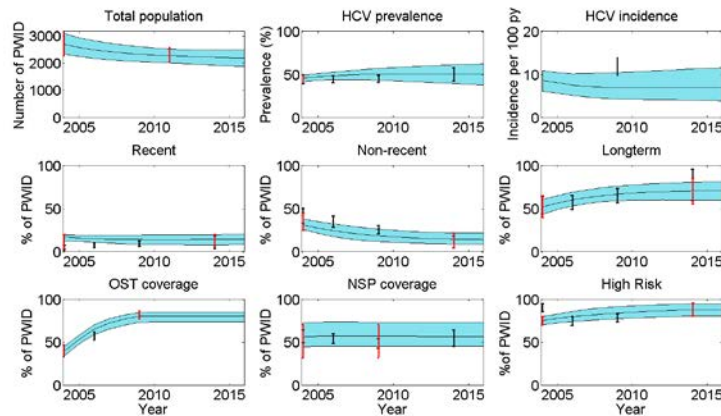 Total population
HCV prevalence
HCV incidence
Number of PWID
3000
2000
1000
0
2005
2010
2015
Prevalence (%)
100
50
0
2005
2010
2015
Incidence per 100 py
20
10
0
2005
2010
2015
Recent
Non-recent
Longterm
% of PWID
100
50
0
2005
2010
2015
% of PWID
100
50
0
2005
2010
2015
% of PWID
100
50
0
2005
2010
2015
OST coverage
NSP coverage
High Risk
% of PWID
100
50
0
2005
2010
2015
Year
% of PWID
100
50
0
2005
2010
2015
Year
%of PWID
100
50
0
2005
2010
2015
Year